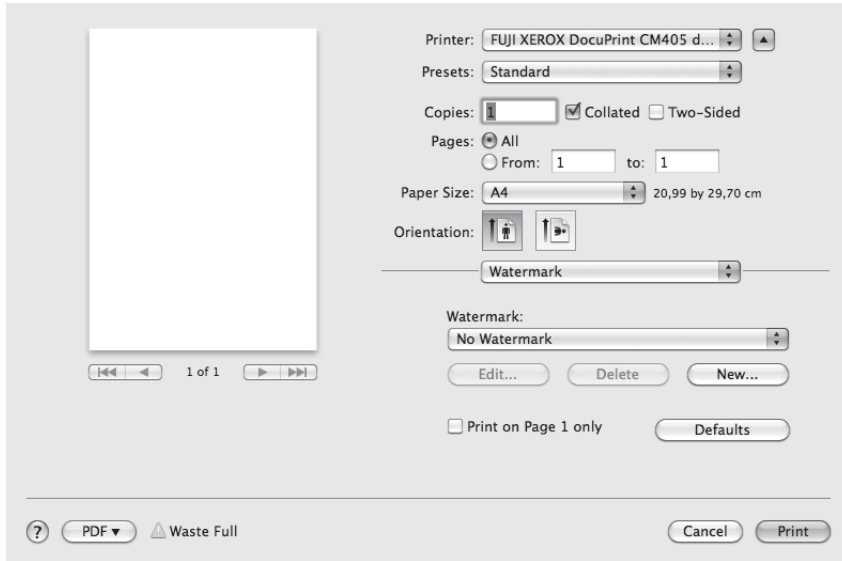 Printer: FUJI XEROX DocuPrint CM405 d...
Presets: Standard
Copies: 1 Collated Two-Sided
Pages: All
From: 1 to: 1
Paper Size: A4 20,99 by 29,70 cm
Orientation:
Watermark
Watermark:
No Watermark
1 of 1
Edit... Delete New...
Print on Page 1 only Defaults
? PDF Waste Full Cancel Print